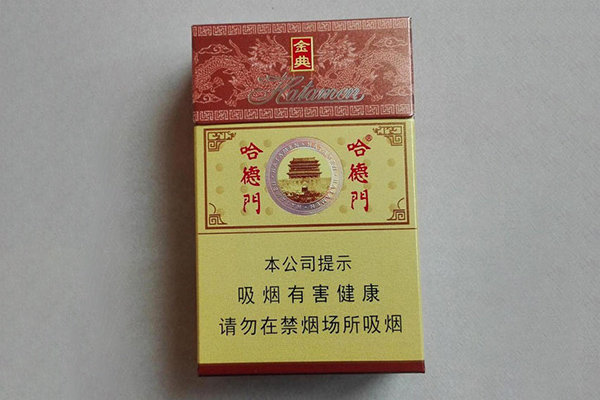 金典
Hatamen
哈德門 哈德門®
本公司提示
吸烟有害健康
请勿在禁烟场所吸烟